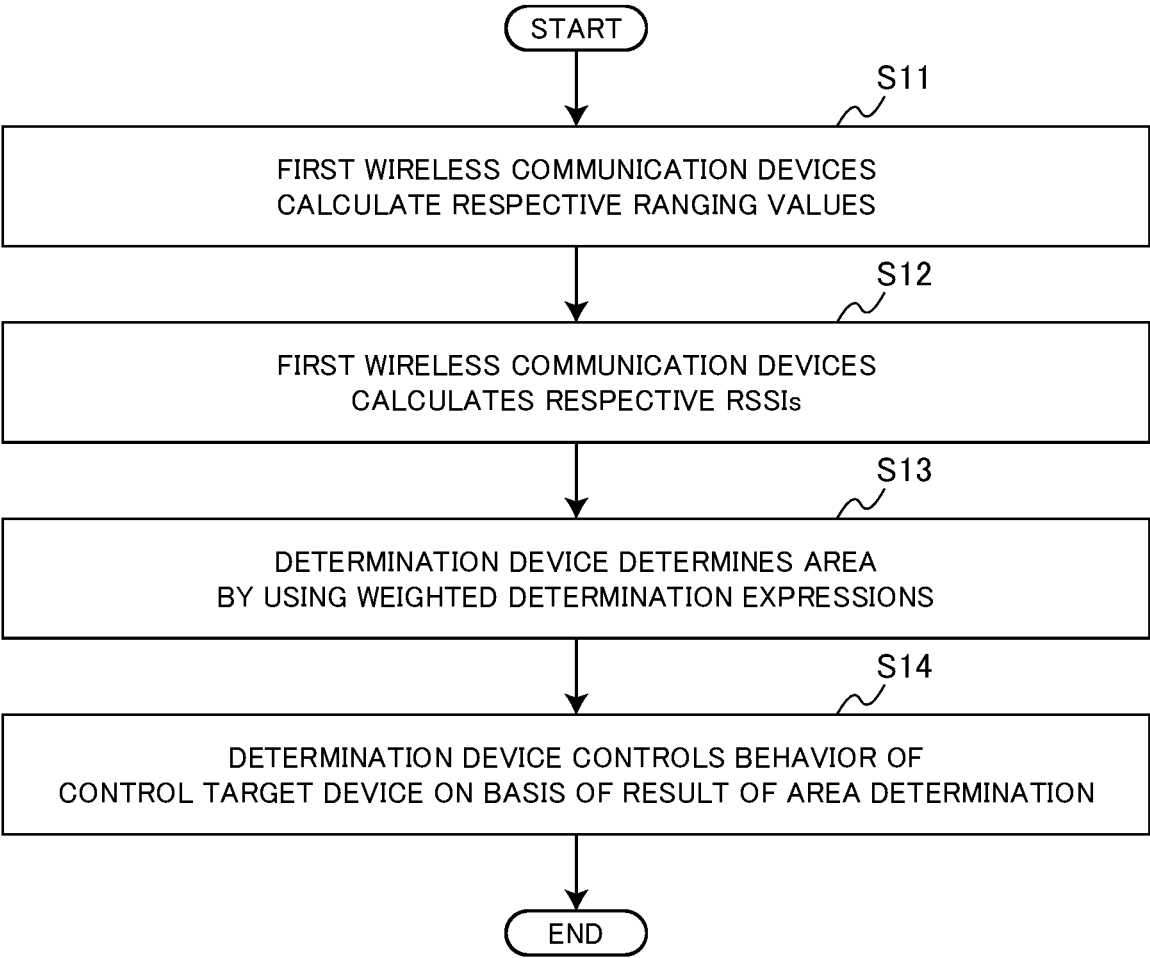 START
S11
FIRST WIRELESS COMMUNICATION DEVICES
CALCULATE RESPECTIVE RANGING VALUES
S12
FIRST WIRELESS COMMUNICATION DEVICES
CALCULATES RESPECTIVE RSSIs
S13
DETERMINATION DEVICE DETERMINES AREA
BY USING WEIGHTED DETERMINATION EXPRESSIONS
S14
DETERMINATION DEVICE CONTROLS BEHAVIOR OF
CONTROL TARGET DEVICE ON BASIS OF RESULT OF AREA DETERMINATION
END